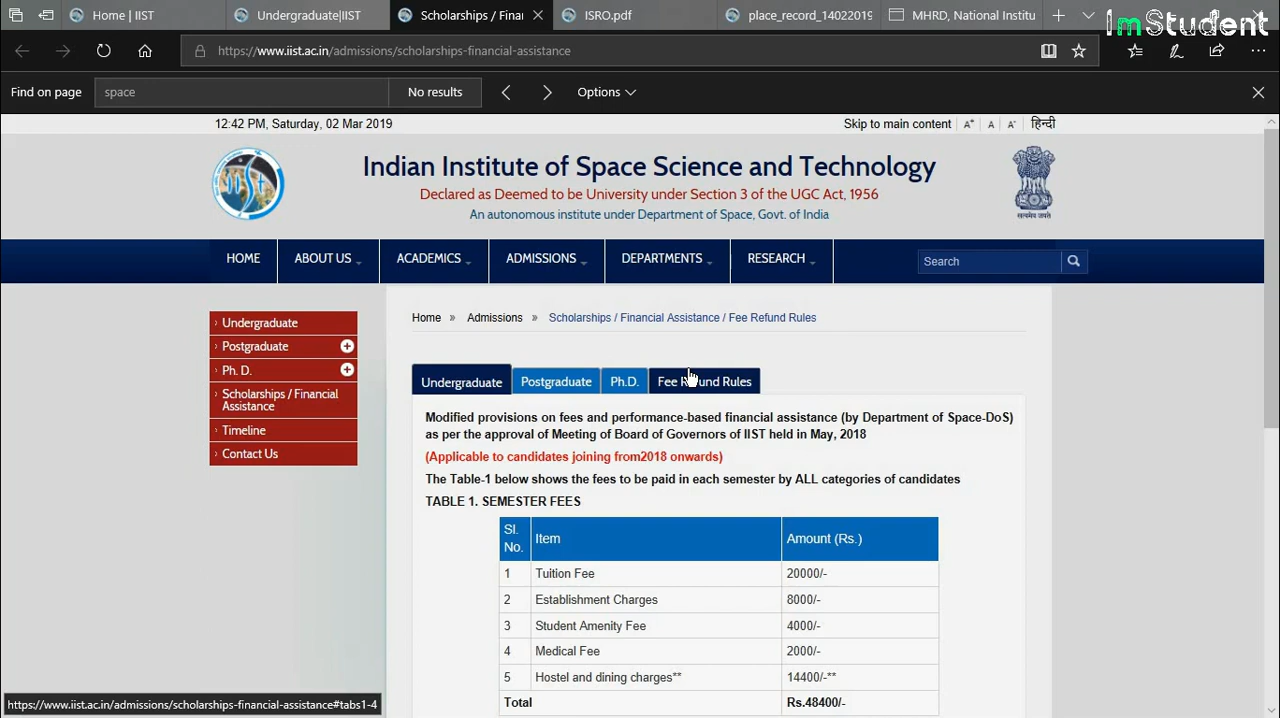 Home | IIST
Undergraduate|IIST
Scholarships / Finar
ISRO.pdf
place_record_14022019
MHRD, National Institu
ImStudent
https://www.iist.ac.in/admissions/scholarships-financial-assistance
Find on page
space
No results
Options
12:42 PM, Saturday, 02 Mar 2019
Skip to main content
A+
A
A-
हिन्दी
Indian Institute of Space Science and Technology
Declared as Deemed to be University under Section 3 of the UGC Act, 1956
An autonomous institute under Department of Space, Govt. of India
IIST
सत्यमेव जयते
HOME
ABOUT US
ACADEMICS
ADMISSIONS
DEPARTMENTS
RESEARCH
Search
Undergraduate
Postgraduate
Ph. D.
Scholarships / Financial
Assistance
Timeline
Contact Us
Home » Admissions » Scholarships / Financial Assistance / Fee Refund Rules
Undergraduate
Postgraduate
Ph.D.
Fee Refund Rules
Modified provisions on fees and performance-based financial assistance (by Department of Space-DoS)
as per the approval of Meeting of Board of Governors of IIST held in May, 2018
(Applicable to candidates joining from2018 onwards)
The Table-1 below shows the fees to be paid in each semester by ALL categories of candidates
TABLE 1. SEMESTER FEES
Sl.
No.
Item
Amount (Rs.)
1 Tuition Fee 20000/-
2 Establishment Charges 8000/-
3 Student Amenity Fee 4000/-
4 Medical Fee 2000/-
5 Hostel and dining charges** 14400/-**
Total Rs.48400/-
https://www.iist.ac.in/admissions/scholarships-financial-assistance#tabs1-4